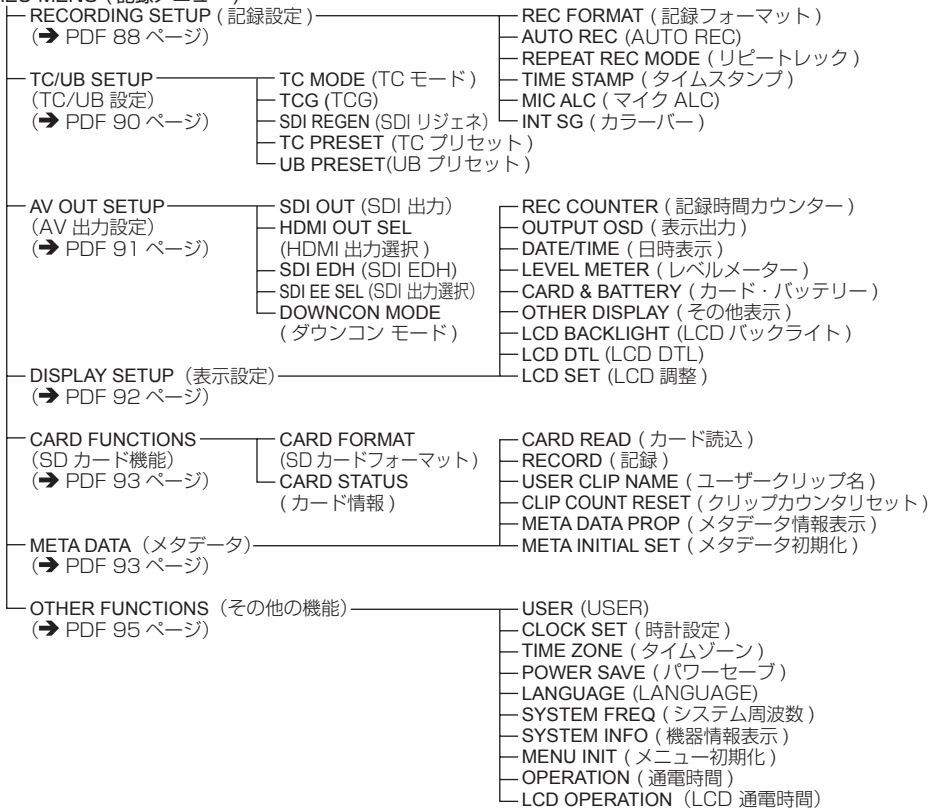 RECORDING SETUP ( 記録設定 )
(➔ PDF 88 ページ)
REC FORMAT ( 記録フォーマット )
AUTO REC (AUTO REC)
REPEAT REC MODE ( リピートレック )
TIME STAMP ( タイムスタンプ )
MIC ALC ( マイク ALC)
INT SG ( カラーバー )
TC/UB SETUP
(TC/UB 設定)
(➔ PDF 90 ページ)
TC MODE (TC モード )
TCG (TCG)
SDI REGEN (SDI リジェネ)
TC PRESET (TC プリセット )
UB PRESET(UB プリセット )
AV OUT SETUP
(AV 出力設定)
(➔ PDF 91 ページ)
SDI OUT (SDI 出力)
HDMI OUT SEL
(HDMI 出力選択 )
SDI EDH (SDI EDH)
SDI EE SEL (SDI 出力選択)
DOWNCON MODE
( ダウンコン モード )
DISPLAY SETUP（表示設定）
(➔ PDF 92 ページ)
REC COUNTER ( 記録時間カウンター )
OUTPUT OSD ( 表示出力 )
DATE/TIME ( 日時表示 )
LEVEL METER ( レベルメーター )
CARD & BATTERY ( カード・バッテリー )
OTHER DISPLAY ( その他表示 )
LCD BACKLIGHT (LCD バックライト )
LCD DTL (LCD DTL)
LCD SET (LCD 調整 )
CARD FUNCTIONS
(SD カード機能)
(➔ PDF 93 ページ)
CARD FORMAT
(SD カードフォーマット )
CARD STATUS
( カード情報 )
META DATA（メタデータ）
(➔ PDF 93 ページ)
CARD READ ( カード読込 )
RECORD ( 記録 )
USER CLIP NAME ( ユーザークリップ名 )
CLIP COUNT RESET ( クリップカウンタリセット )
META DATA PROP ( メタデータ情報表示 )
META INITIAL SET ( メタデータ初期化 )
OTHER FUNCTIONS（その他の機能）
(➔ PDF 95 ページ)
USER (USER)
CLOCK SET ( 時計設定 )
TIME ZONE ( タイムゾーン )
POWER SAVE ( パワーセーブ )
LANGUAGE (LANGUAGE)
SYSTEM FREQ ( システム周波数 )
SYSTEM INFO ( 機器情報表示 )
MENU INIT ( メニュー初期化 )
OPERATION ( 通電時間 )
LCD OPERATION（LCD 通電時間）